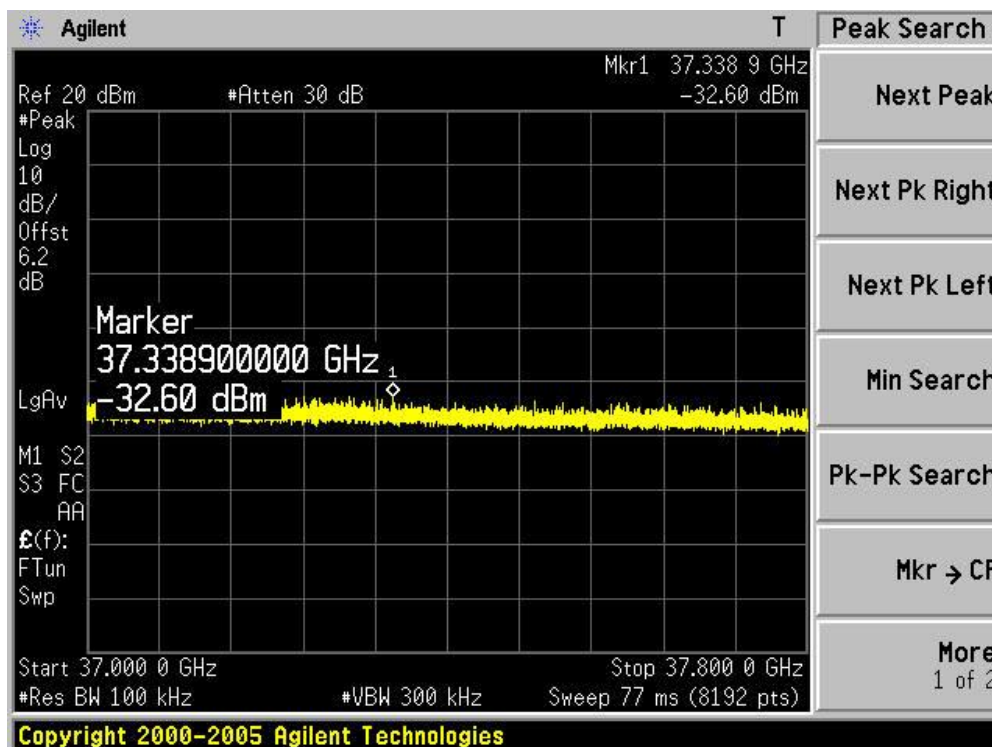 Agilent
T
Peak Search
Mkr1 37.338 9 GHz
Ref 20 dBm
#Atten 30 dB
-32.60 dBm
#Peak
Log
10
dB/
Offst
6.2
dB
Marker
37.338900000 GHz
-32.60 dBm
1
LgAv
M1 S2
S3 FC
AA
£(f):
FTun
Swp
Start 37.000 0 GHz
Stop 37.800 0 GHz
#Res BW 100 kHz
#VBW 300 kHz
Sweep 77 ms (8192 pts)
Next Peak
Next Pk Right
Next Pk Left
Min Search
Pk-Pk Search
Mkr → CF
More
1 of 2
Copyright 2000-2005 Agilent Technologies